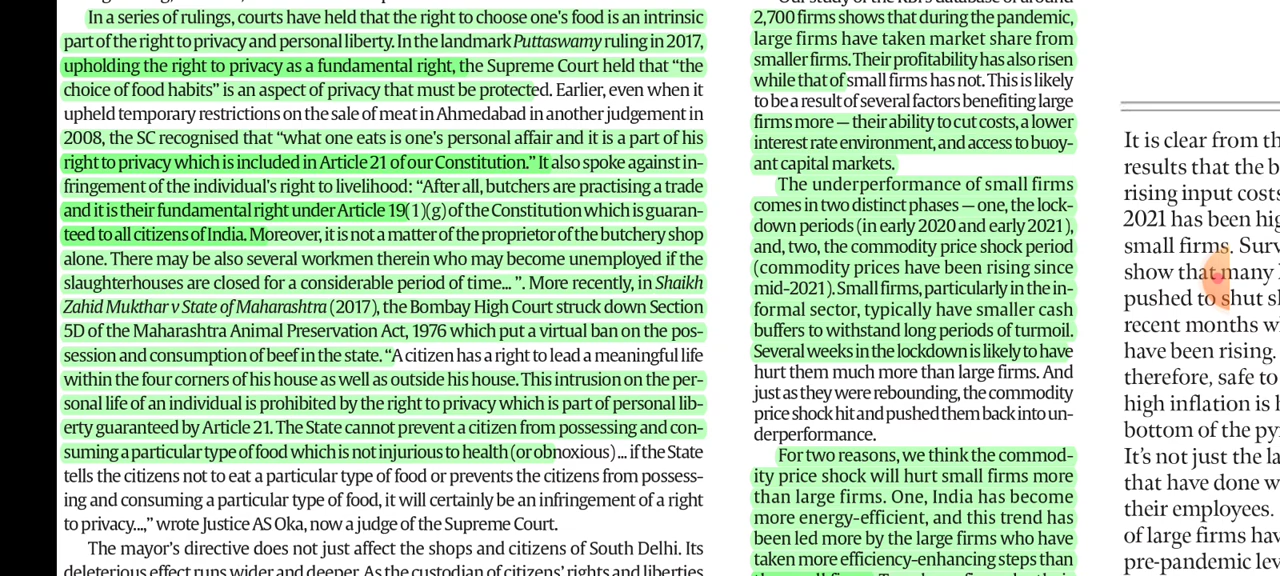 In a series of rulings, courts have held that the right to choose one's food is an intrinsic
part of the right to privacy and personal liberty. In the landmark Puttaswamy ruling in 2017,
upholding the right to privacy as a fundamental right, the Supreme Court held that “the
choice of food habits” is an aspect of privacy that must be protected. Earlier, even when it
upheld temporary restrictions on the sale of meat in Ahmedabad in another judgement in
2008, the SC recognised that “what one eats is one's personal affair and it is a part of his
right to privacy which is included in Article 21 of our Constitution.” It also spoke against in-
fringement of the individual's right to livelihood: “After all, butchers are practising a trade
and it is their fundamental right under Article 19(1)(g) of the Constitution which is guaran-
teed to all citizens of India. Moreover, it is not a matter of the proprietor of the butchery shop
alone. There may be also several workmen therein who may become unemployed if the
slaughterhouses are closed for a considerable period of time... ”. More recently, in Shaikh
Zahid Mukthar v State of Maharashtra (2017), the Bombay High Court struck down Section
5D of the Maharashtra Animal Preservation Act, 1976 which put a virtual ban on the pos-
session and consumption of beef in the state. “A citizen has a right to lead a meaningful life
within the four corners of his house as well as outside his house. This intrusion on the per-
sonal life of an individual is prohibited by the right to privacy which is part of personal lib-
erty guaranteed by Article 21. The State cannot prevent a citizen from possessing and con-
suming a particular type of food which is not injurious to health (or obnoxious)... if the State
tells the citizens not to eat a particular type of food or prevents the citizens from possess-
ing and consuming a particular type of food, it will certainly be an infringement of a right
to privacy...,” wrote Justice AS Oka, now a judge of the Supreme Court.
The mayor's directive does not just affect the shops and citizens of South Delhi. Its
deleterious effect runs wider and deeper. As the custodian of citizens' rights and liberties
2,700 firms shows that during the pandemic,
large firms have taken market share from
smaller firms. Their profitability has also risen
while that of small firms has not. This is likely
to be a result of several factors benefiting large
firms more — their ability to cut costs, a lower
interest rate environment, and access to buoy-
ant capital markets.
The underperformance of small firms
comes in two distinct phases — one, the lock-
down periods (in early 2020 and early 2021),
and, two, the commodity price shock period
(commodity prices have been rising since
mid-2021). Small firms, particularly in the in-
formal sector, typically have smaller cash
buffers to withstand long periods of turmoil.
Several weeks in the lockdown is likely to have
hurt them much more than large firms. And
just as they were rebounding, the commodity
price shock hit and pushed them back into un-
derperformance.
For two reasons, we think the commod-
ity price shock will hurt small firms more
than large firms. One, India has become
more energy-efficient, and this trend has
been led more by the large firms who have
taken more efficiency-enhancing steps than
It is clear from th
results that the b
rising input costs
2021 has been hig
small firms. Surv
show that many
pushed to shut s
recent months w
have been rising.
therefore, safe to
high inflation is
bottom of the py
It's not just the la
that have done w
their employees.
of large firms hav
pre-pandemic lev